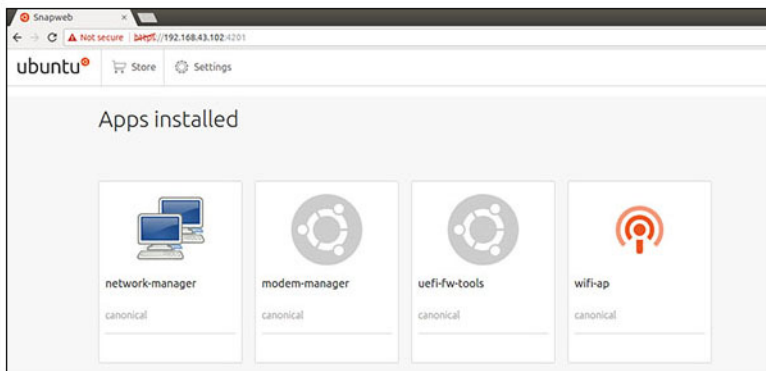 Snapweb
Not secure | https://192.168.43.102:4201
ubuntu Store Settings
Apps installed
network-manager modem-manager uefi-fw-tools wifi-ap
canonical canonical canonical canonical